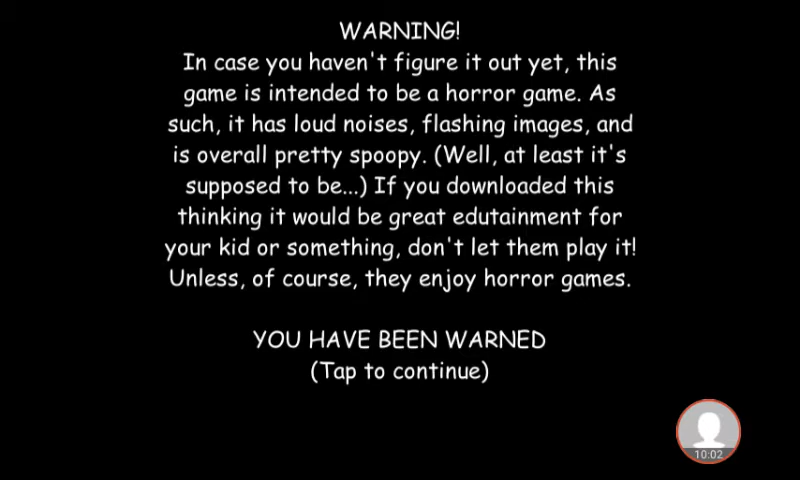 WARNING!
In case you haven't figure it out yet, this
game is intended to be a horror game. As
such, it has loud noises, flashing images, and
is overall pretty spoopy. (Well, at least it's
supposed to be...) If you downloaded this
thinking it would be great edutainment for
your kid or something, don't let them play it!
Unless, of course, they enjoy horror games.
YOU HAVE BEEN WARNED
(Tap to continue)
10:02